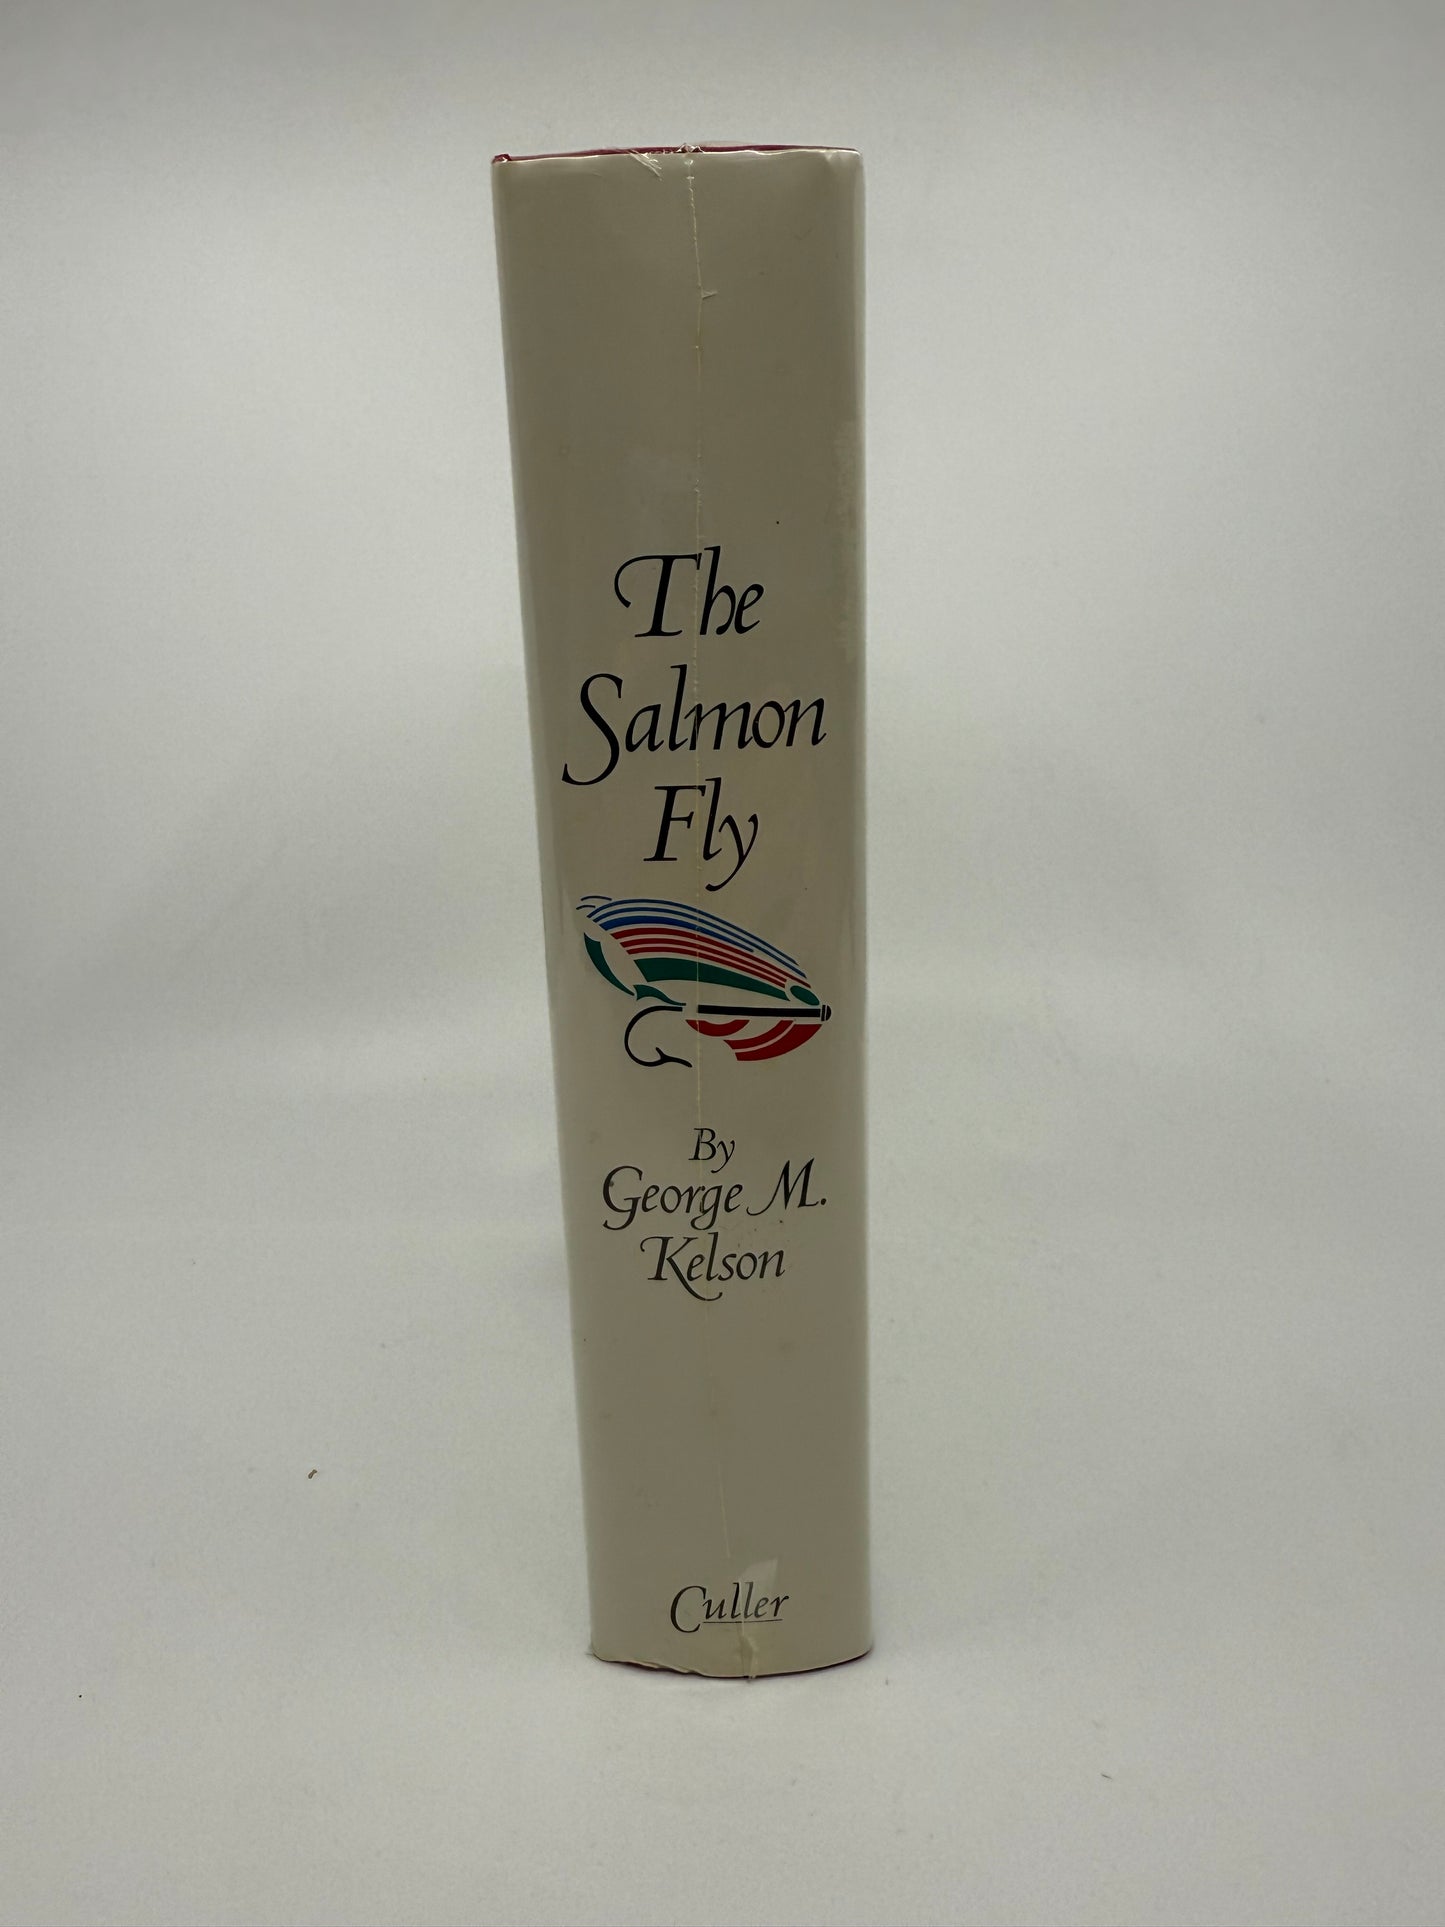 The
Salmon
Fly
By
George M.
Kelson
Culler